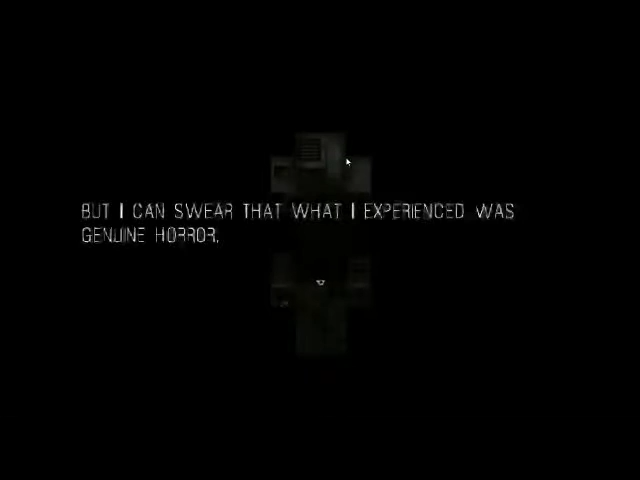 BUT I CAN SWEAR THAT WHAT I EXPERIENCED WAS
GENUINE HORROR.